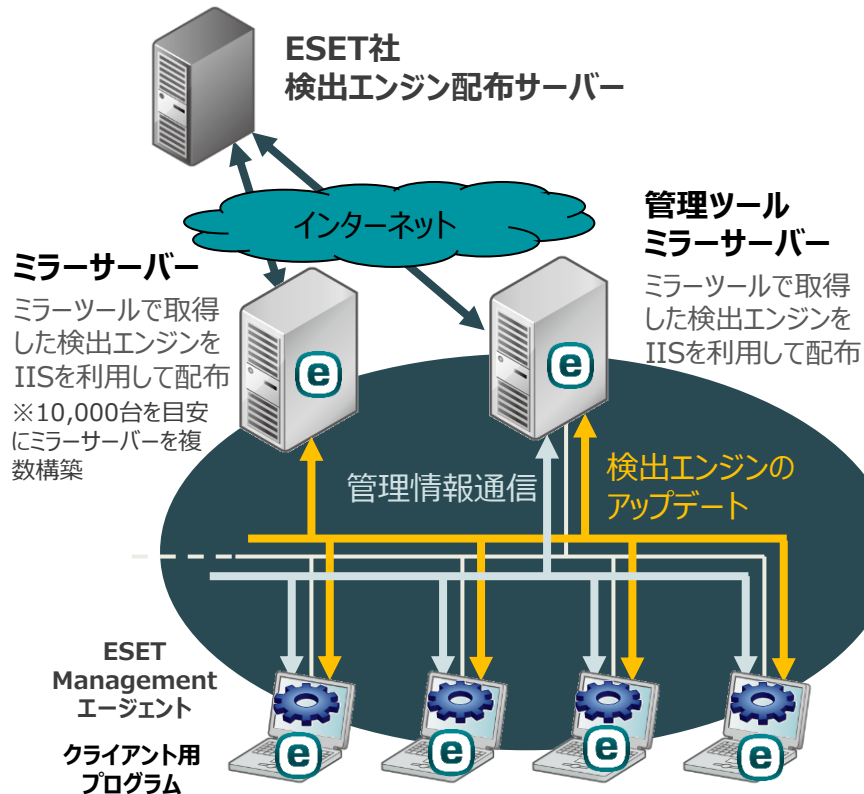 ESET社
検出エンジン配布サーバー
インターネット
管理ツール
ミラーサーバー
ミラーツールで取得
した検出エンジンを
IISを利用して配布
ミラーサーバー
ミラーツールで取得
した検出エンジンを
IISを利用して配布
※10,000台を目安
にミラーサーバーを複
数構築
e
e
管理情報通信
検出エンジンの
アップデート
ESET
Management
エージェント
クライアント用
プログラム
e
e
e
e